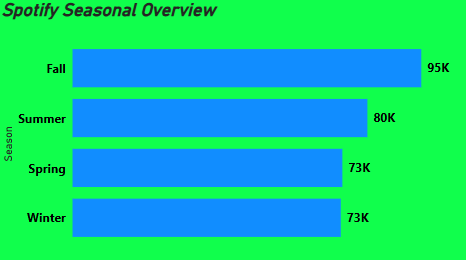 Spotify Seasonal Overview
Season
Fall 95K
Summer 80K
Spring 73K
Winter 73K